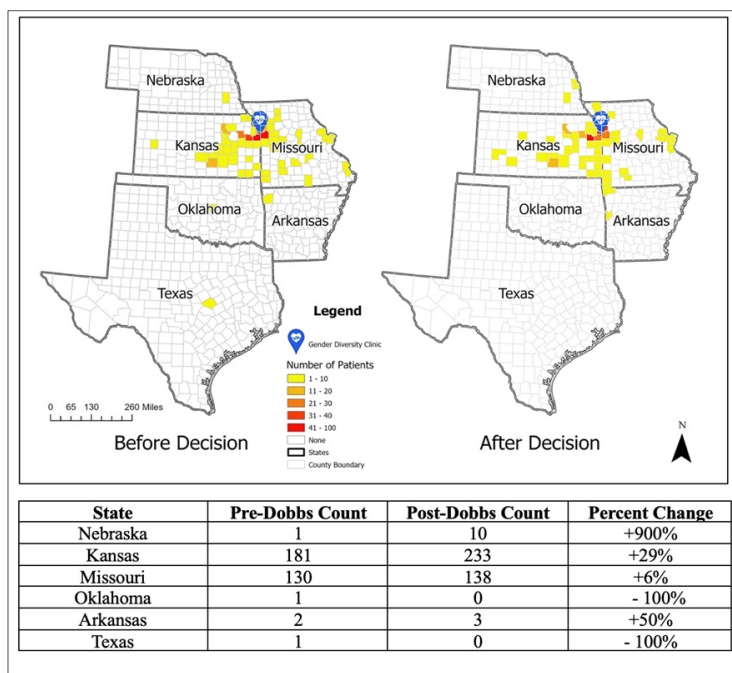 Nebraska
Kansas
Missouri
Oklahoma
Arkansas
Texas
Nebraska
Kansas
Missouri
Oklahoma
Arkansas
Texas
Legend
Gender Diversity Clinic
Number of Patients
1 - 10
11 - 20
21 - 30
31 - 40
41 - 100
None
States
County Boundary
0 65 130 260 Miles
N
Before Decision
After Decision
State Pre-Dobbs Count Post-Dobbs Count Percent Change
Nebraska 1 10 +900%
Kansas 181 233 +29%
Missouri 130 138 +6%
Oklahoma 1 0 - 100%
Arkansas 2 3 +50%
Texas 1 0 - 100%